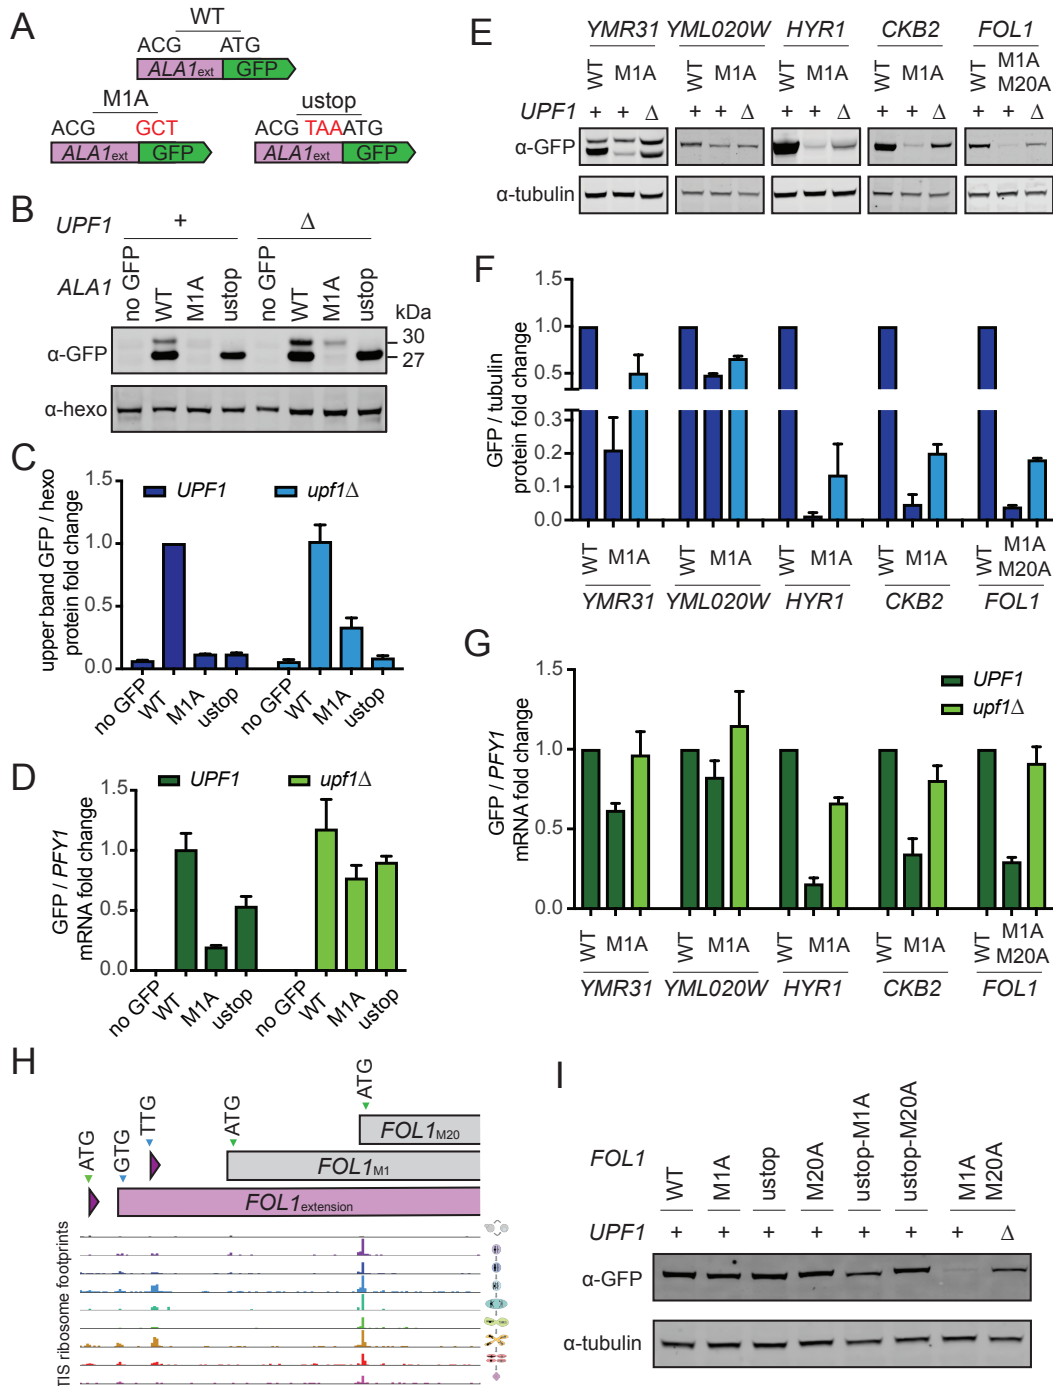 A
WT
ACG ATG
ALA1ext GFP
M1A
ACG GCT
ALA1ext GFP
ustop
ACG TAAATG
ALA1ext GFP
B
UPF1 + Δ
ALA1 no GFP WT M1A ustop no GFP WT M1A ustop
kDa
α-GFP 30
27
α-hexo
C
upper band GFP / hexo
protein fold change
UPF1 upf1Δ
1.5
1.0
0.5
0.0
no GFP WT M1A ustop no GFP WT M1A ustop
D
GFP / PFY1
mRNA fold change
UPF1 upf1Δ
1.5
1.0
0.5
0.0
no GFP WT M1A ustop no GFP WT M1A ustop
E
YMR31 YML020W HYR1 CKB2 FOL1
WT M1A WT M1A WT M1A WT M1A WT M1A
M20A
UPF1 + + Δ + + Δ + + Δ + + Δ + + Δ
α-GFP
α-tubulin
F
GFP / tubulin
protein fold change
1.5
1.0
0.5
0.3
0.2
0.1
0.0
WT M1A WT M1A WT M1A WT M1A WT M1A
M20A
YMR31 YML020W HYR1 CKB2 FOL1
G
GFP / PFY1
mRNA fold change
UPF1
upf1Δ
1.5
1.0
0.5
0.0
WT M1A WT M1A WT M1A WT M1A WT M1A
M20A
YMR31 YML020W HYR1 CKB2 FOL1
H
ATG GTG TTG ATG ATG
FOL1M20
FOL1M1
FOL1extension
TIS ribosome footprints
I
FOL1 WT M1A ustop M20A ustop-M1A ustop-M20A M1A
M20A
UPF1 + + + + + + + Δ
α-GFP
α-tubulin